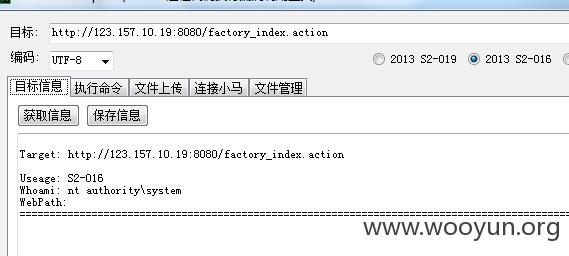 目标: http://123.157.10.19:8080/factory_index.action
编码: UTF-8 2013 S2-019 2013 S2-016
目标信息 执行命令 文件上传 连接小马 文件管理
获取信息 保存信息
Target: http://123.157.10.19:8080/factory_index.action
Useage: S2-016
Whoami: nt authority\system
WebPath:
www.wooyun.org